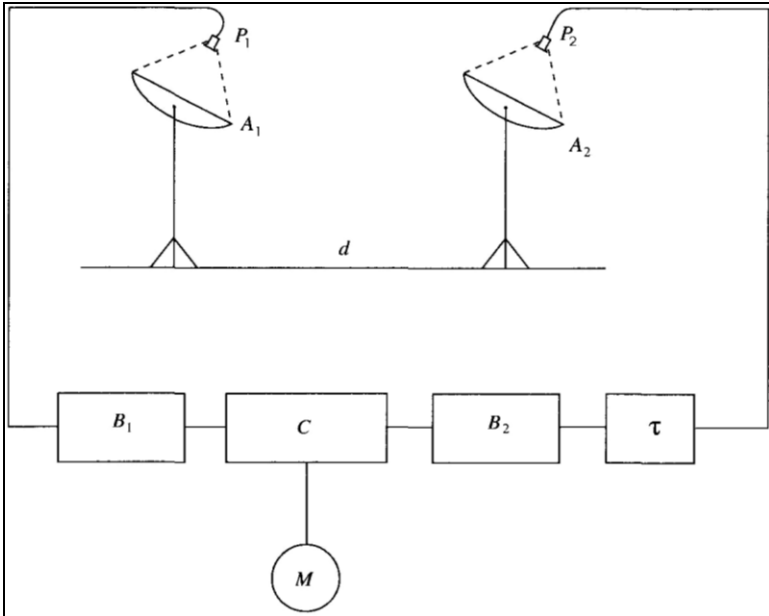 P₁ P₂
A₁ A₂
d
B₁ C B₂ τ
M